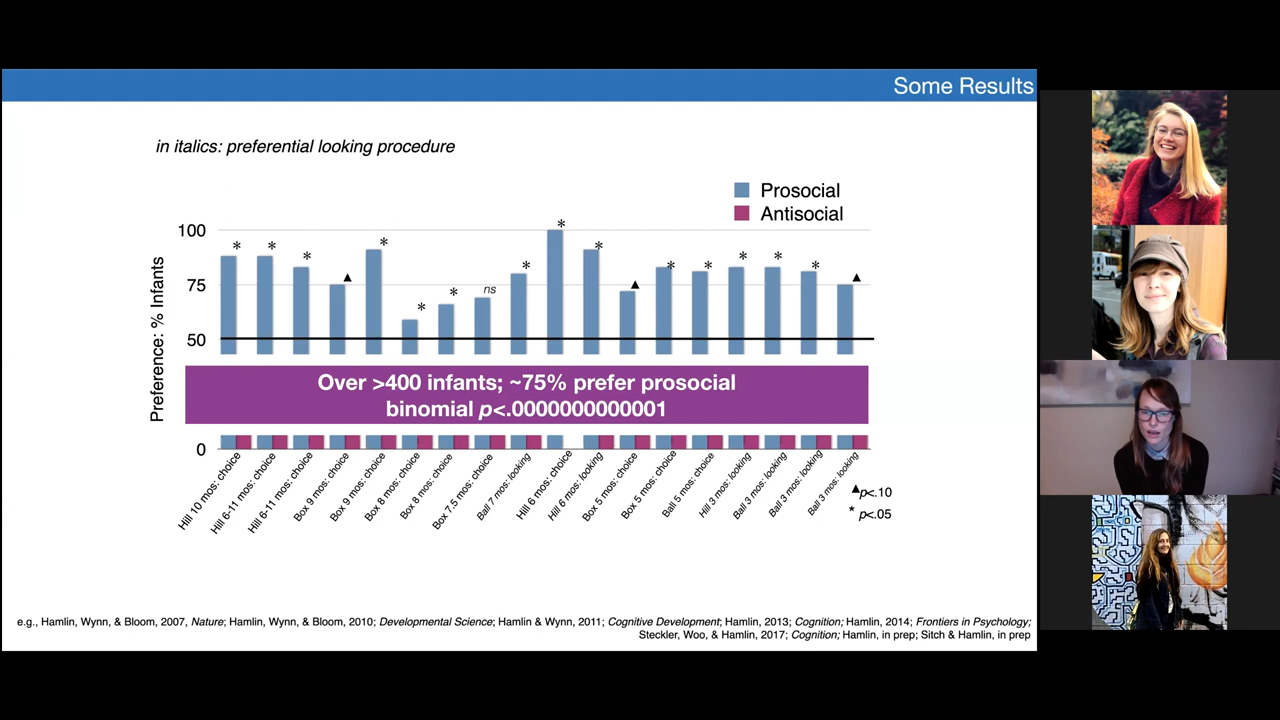 Some Results
in italics: preferential looking procedure
Prosocial
Antisocial
Preference: % Infants
100
75
50
0
* * * ▲ * * * ns * * * ▲ * * * * * ▲
Over >400 infants; ~75% prefer prosocial
binomial p<.0000000000001
Hill 10 mos: choice
Hill 6-11 mos: choice
Hill 6-11 mos: choice
Box 9 mos: choice
Box 9 mos: choice
Box 8 mos: choice
Box 8 mos: choice
Box 7.5 mos: choice
Ball 7 mos: looking
Hill 6 mos: choice
Hill 6 mos: looking
Box 5 mos: choice
Box 5 mos: choice
Ball 5 mos: choice
Hill 3 mos: looking
Ball 3 mos: looking
Ball 3 mos: looking
Ball 3 mos: looking
▲p<.10
* p<.05
e.g., Hamlin, Wynn, & Bloom, 2007, Nature; Hamlin, Wynn, & Bloom, 2010; Developmental Science; Hamlin & Wynn, 2011; Cognitive Development; Hamlin, 2013; Cognition; Hamlin, 2014; Frontiers in Psychology;
Steckler, Woo, & Hamlin, 2017; Cognition; Hamlin, in prep; Sitch & Hamlin, in prep